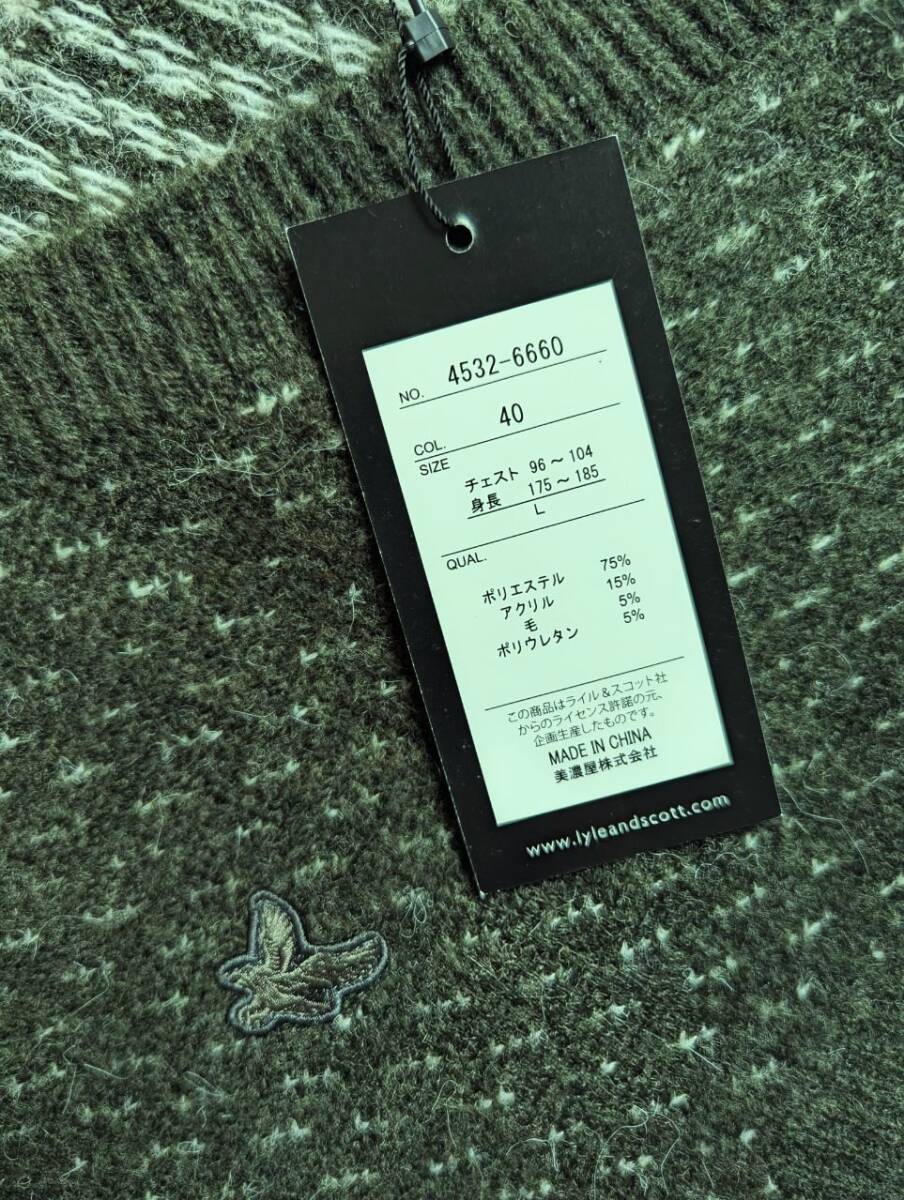 NO. 4532-6660
COL. 40
SIZE
チェスト 96～104
身長 175～185
L
QUAL.
ポリエステル 75%
アクリル 15%
毛 5%
ポリウレタン 5%
この商品はライル&スコット社
からのライセンス許諾の元、
企画生産したものです。
MADE IN CHINA
美濃屋株式会社
www.lyleandscott.com